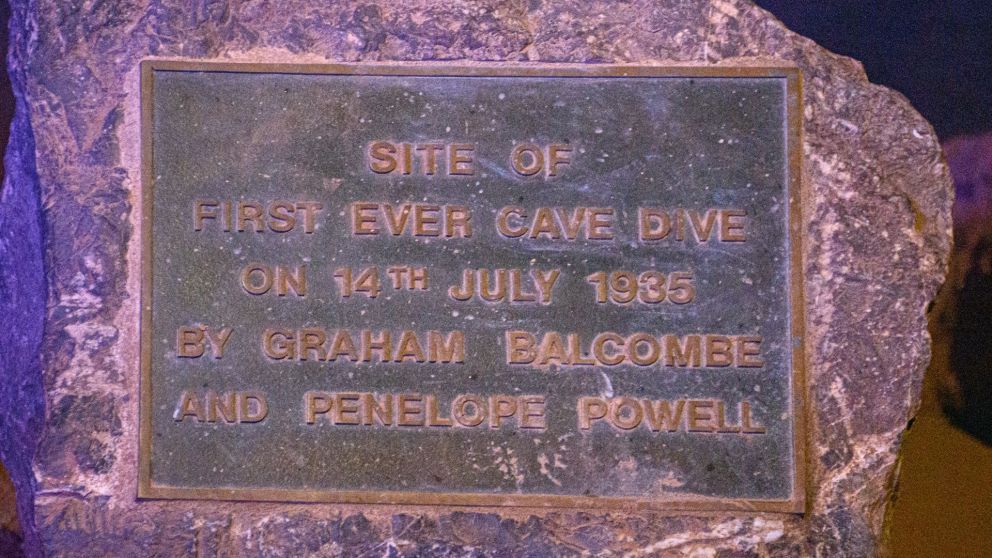 SITE OF
FIRST EVER CAVE DIVE
ON 14TH JULY 1935
BY GRAHAM BALCOMBE
AND PENELOPE POWELL